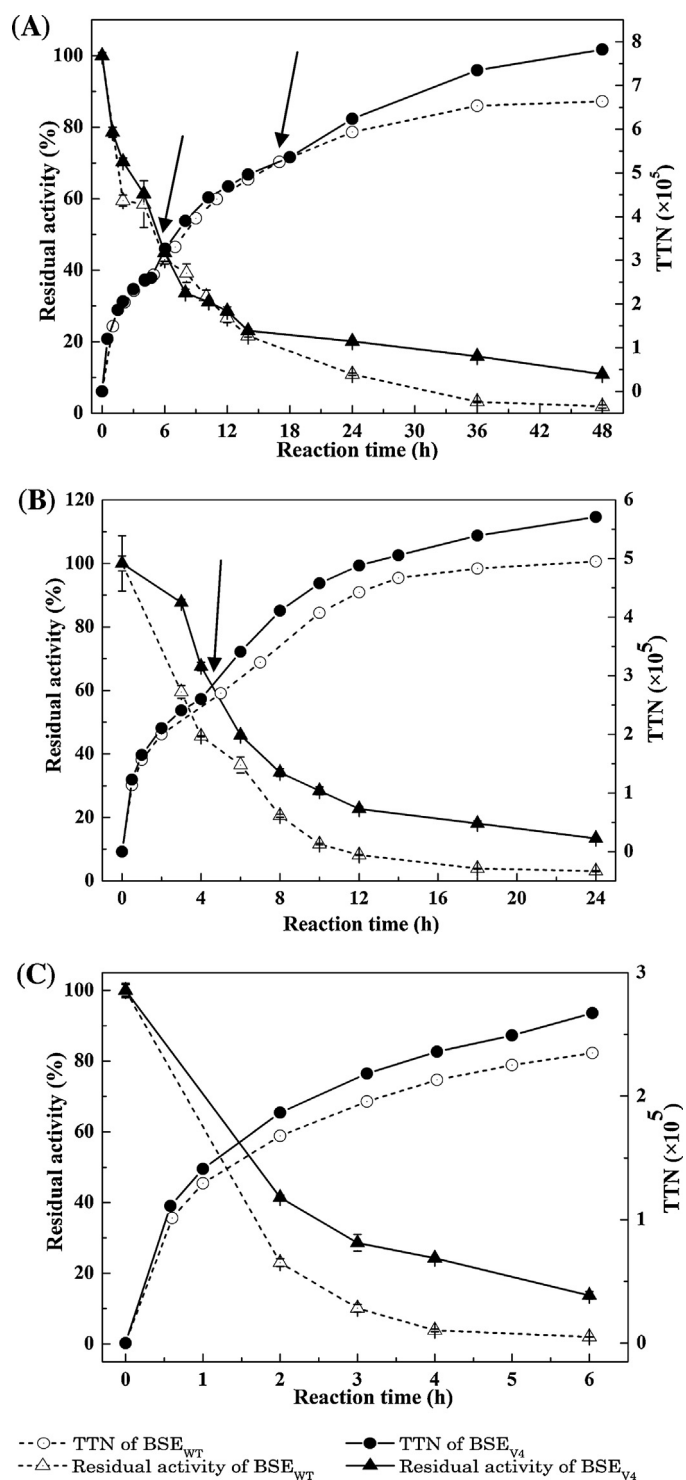 (A)
100
80
60
40
20
0
Residual activity (%)
8
7
6
5
4
3
2
1
0
TTN (×10⁵)
0 6 12 18 24 30 36 42 48
Reaction time (h)
(B)
120
100
80
60
40
20
0
Residual activity (%)
6
5
4
3
2
1
0
TTN (×10⁵)
0 4 8 12 16 20 24
Reaction time (h)
(C)
100
80
60
40
20
0
Residual activity (%)
3
2
1
0
TTN (×10⁵)
0 1 2 3 4 5 6
Reaction time (h)
TTN of BSE_WT TTN of BSE_V4
Residual activity of BSE_WT Residual activity of BSE_V4